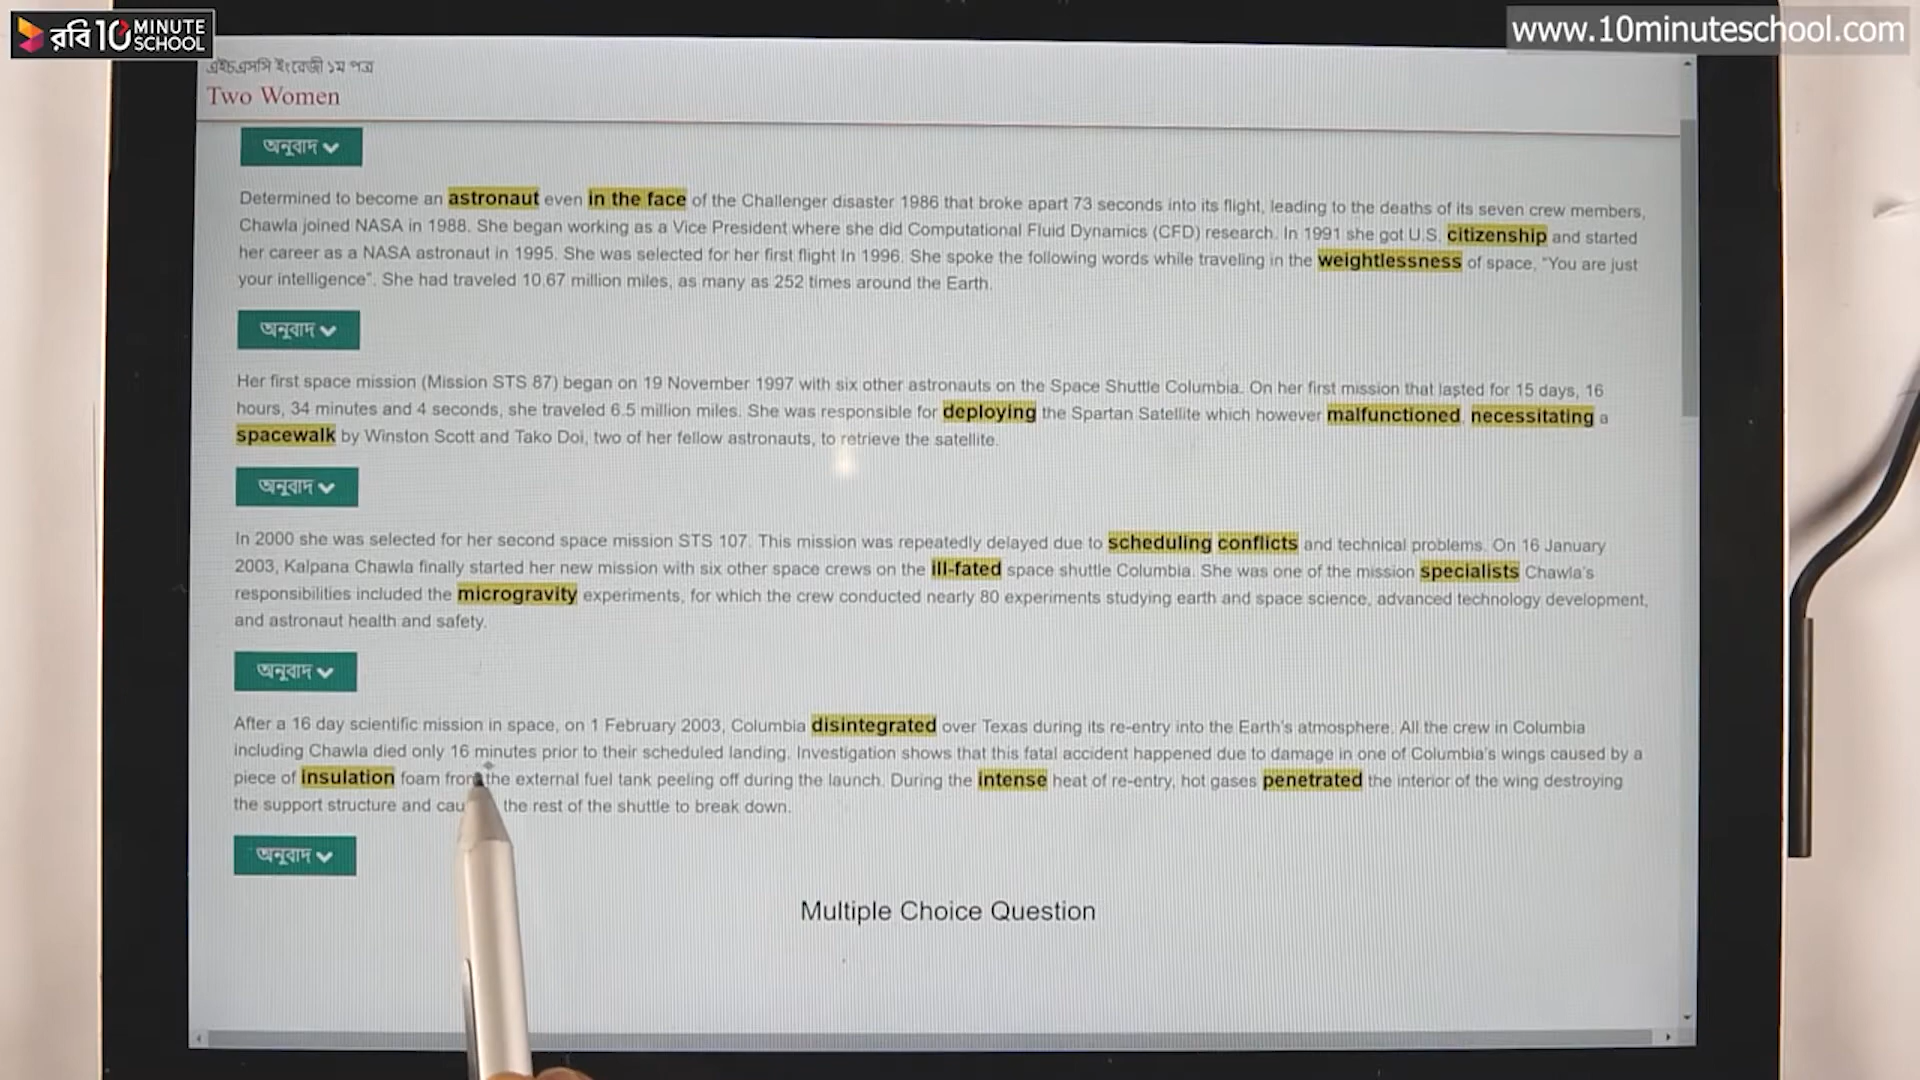 রবি 10 MINUTE SCHOOL
www.10minuteschool.com
এইচএসসি ইংরেজী ১ম পত্র
Two Women
অনুবাদ
Determined to become an astronaut even in the face of the Challenger disaster 1986 that broke apart 73 seconds into its flight, leading to the deaths of its seven crew members,
Chawla joined NASA in 1988. She began working as a Vice President where she did Computational Fluid Dynamics (CFD) research. In 1991 she got U.S. citizenship and started
her career as a NASA astronaut in 1995. She was selected for her first flight In 1996. She spoke the following words while traveling in the weightlessness of space, “You are just
your intelligence”. She had traveled 10.67 million miles, as many as 252 times around the Earth.
অনুবাদ
Her first space mission (Mission STS 87) began on 19 November 1997 with six other astronauts on the Space Shuttle Columbia. On her first mission that lasted for 15 days, 16
hours, 34 minutes and 4 seconds, she traveled 6.5 million miles. She was responsible for deploying the Spartan Satellite which however malfunctioned, necessitating a
spacewalk by Winston Scott and Tako Doi, two of her fellow astronauts, to retrieve the satellite.
অনুবাদ
In 2000 she was selected for her second space mission STS 107. This mission was repeatedly delayed due to scheduling conflicts and technical problems. On 16 January
2003, Kalpana Chawla finally started her new mission with six other space crews on the ill-fated space shuttle Columbia. She was one of the mission specialists Chawla's
responsibilities included the microgravity experiments, for which the crew conducted nearly 80 experiments studying earth and space science, advanced technology development,
and astronaut health and safety.
অনুবাদ
After a 16 day scientific mission in space, on 1 February 2003, Columbia disintegrated over Texas during its re-entry into the Earth's atmosphere. All the crew in Columbia
including Chawla died only 16 minutes prior to their scheduled landing. Investigation shows that this fatal accident happened due to damage in one of Columbia's wings caused by a
piece of insulation foam from the external fuel tank peeling off during the launch. During the intense heat of re-entry, hot gases penetrated the interior of the wing destroying
the support structure and cau the rest of the shuttle to break down.
অনুবাদ
Multiple Choice Question